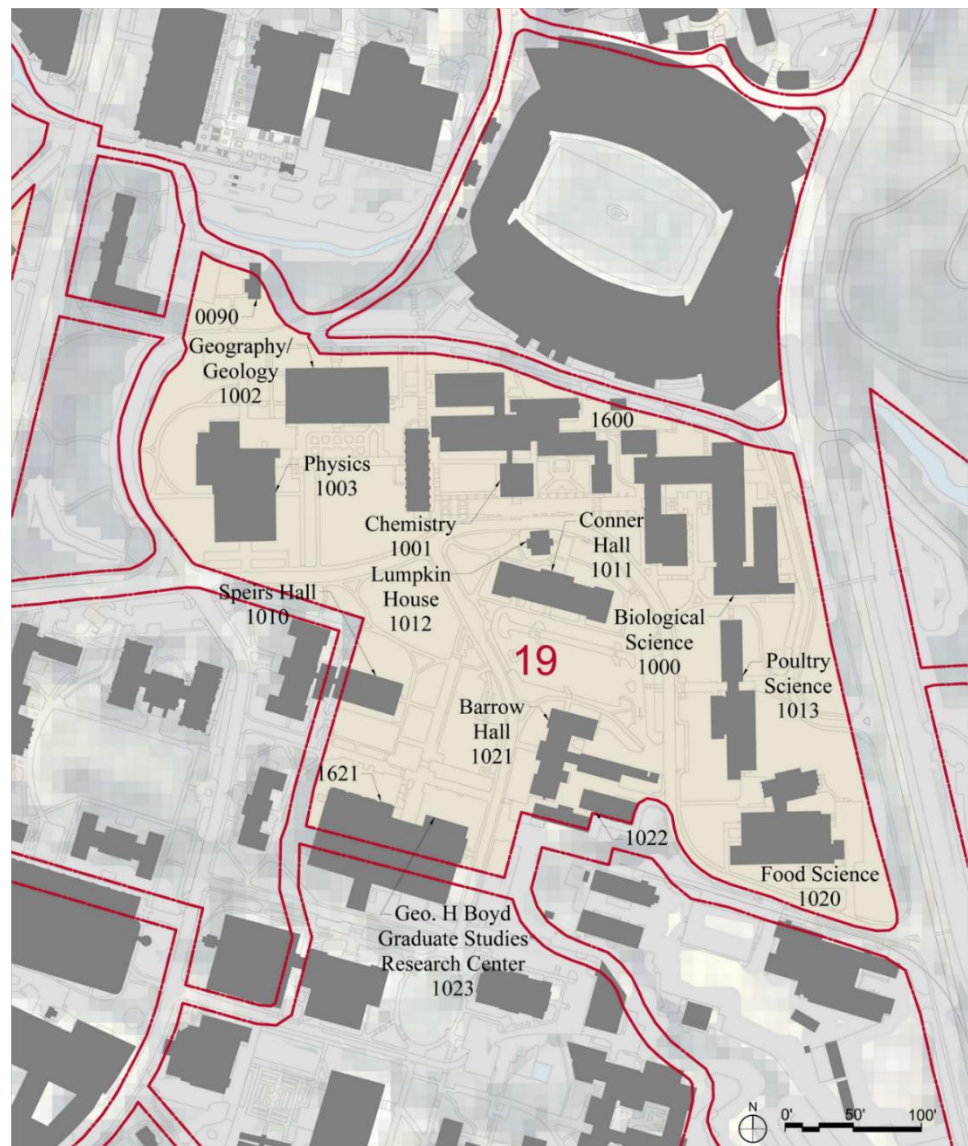 0090
Geography/
Geology
1002
1600
Physics
1003
Chemistry
1001
Conner
Hall
1011
Lumpkin
House
1012
Speirs Hall
1010
Biological
Science
1000
Poultry
Science
1013
19
Barrow
Hall
1021
1621
1022
Food Science
1020
Geo. H Boyd
Graduate Studies
Research Center
1023
N
0'
50'
100'